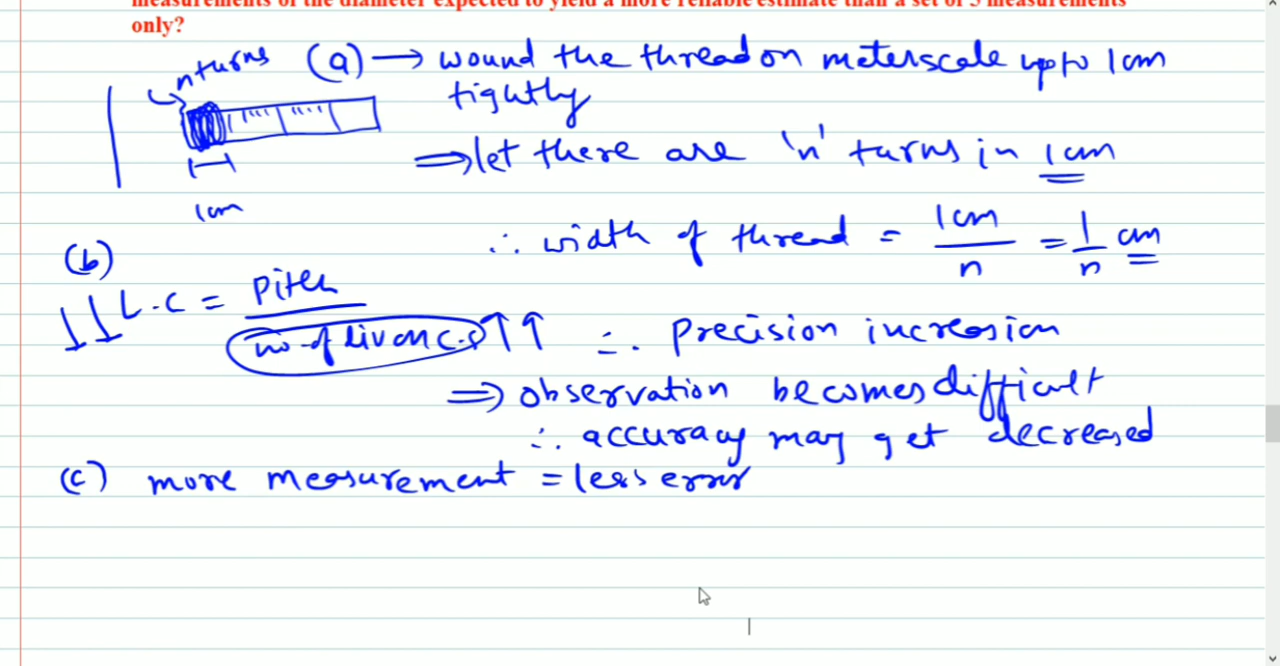 measurements of the diameter expected to yield a more reliable estimate than a set of 5 measurements
only?
n turns (a) → wound the thread on meterscale upto 1cm
tightly
⇒ let there are 'n' turns in 1cm
1cm
∴ width of thread = 1cm/n = 1/n cm
(b)
L.C = Pitch/no. of div on C.S ↑↑ ∴ Precision increasion
⇒ observation becomes difficult
∴ accuracy may get decreased
(c) more measurement = less error